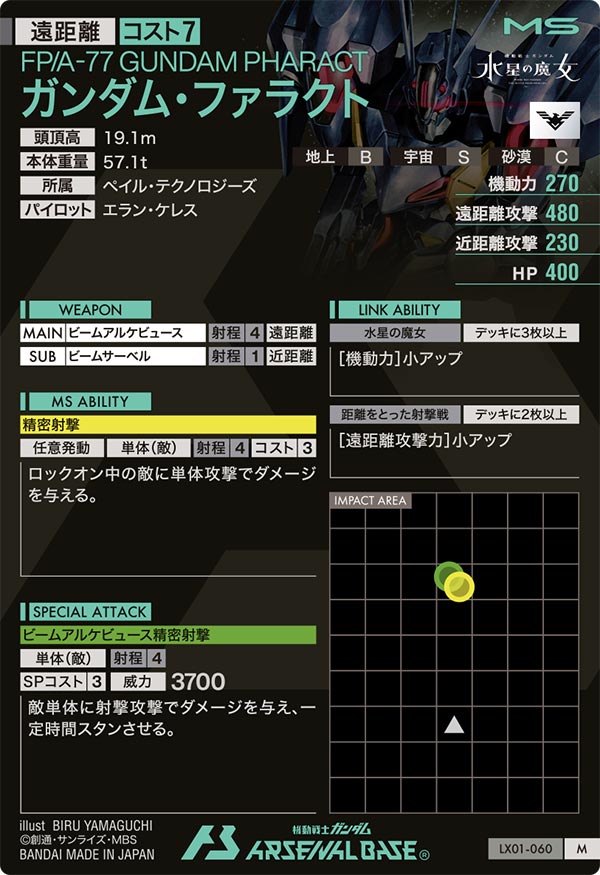 遠距離 コスト7
MS
FP/A-77 GUNDAM PHARACT
ガンダム・ファラクト
機動戦士ガンダム
水星の魔女
頭頂高 19.1m
本体重量 57.1t
所属 ペイル・テクノロジーズ
パイロット エラン・ケレス
地上 B 宇宙 S 砂漠 C
機動力 270
遠距離攻撃 480
近距離攻撃 230
HP 400
WEAPON
MAIN ビームアルケビュース 射程 4 遠距離
SUB ビームサーベル 射程 1 近距離
MS ABILITY
精密射撃
任意発動 単体(敵) 射程 4 コスト 3
ロックオン中の敵に単体攻撃でダメージ
を与える。
SPECIAL ATTACK
ビームアルケビュース精密射撃
単体(敵) 射程 4
SPコスト 3 威力 3700
敵単体に射撃攻撃でダメージを与え、一
定時間スタンさせる。
LINK ABILITY
水星の魔女 デッキに3枚以上
[機動力]小アップ
距離をとった射撃戦 デッキに2枚以上
[遠距離攻撃力]小アップ
IMPACT AREA
illust BIRU YAMAGUCHI
©創通・サンライズ・MBS
BANDAI MADE IN JAPAN
機動戦士ガンダム
ARSENAL BASE®
LX01-060 M